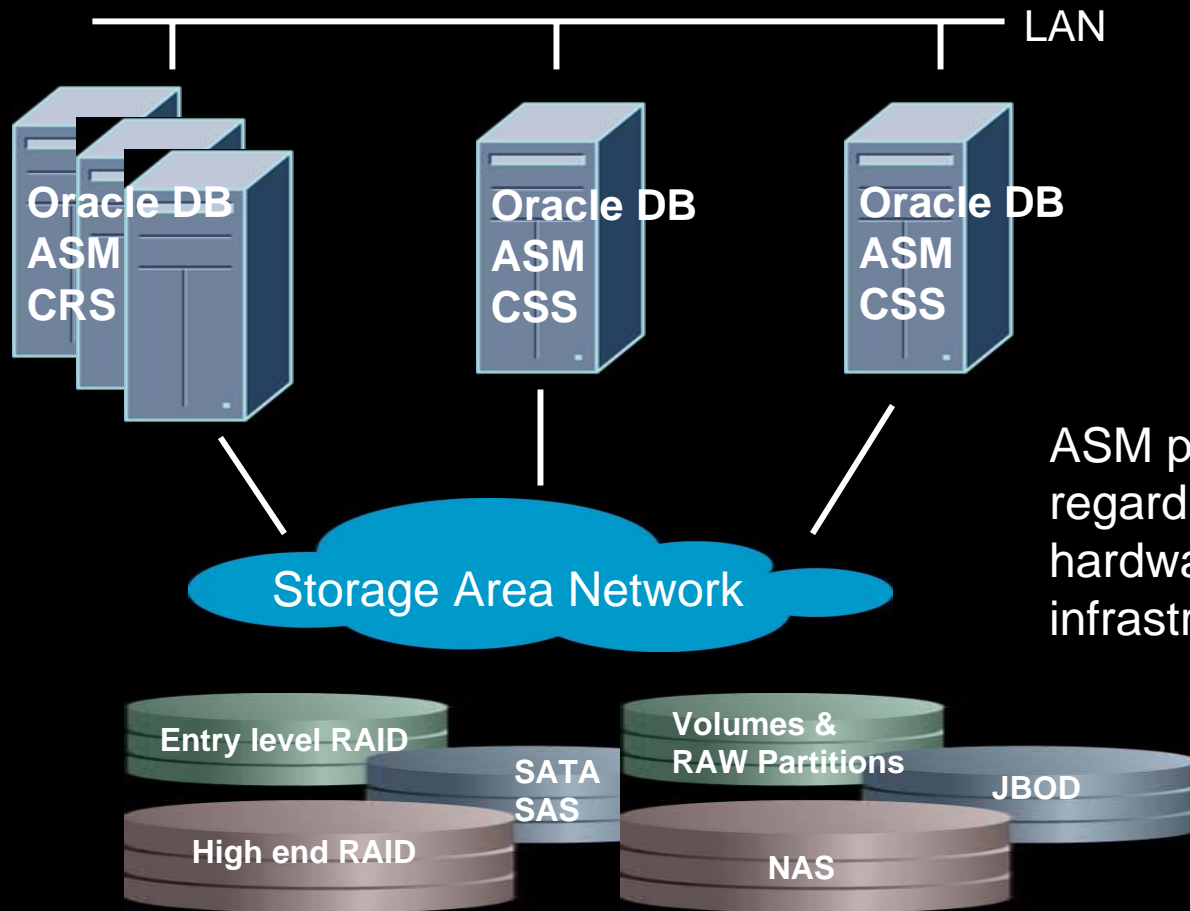 LAN
Oracle DB
ASM
CRS
Oracle DB
ASM
CSS
Oracle DB
ASM
CSS
ASM p
regard
hardwa
infrastr
Storage Area Network
Entry level RAID
SATA
SAS
High end RAID
Volumes &
RAW Partitions
JBOD
NAS